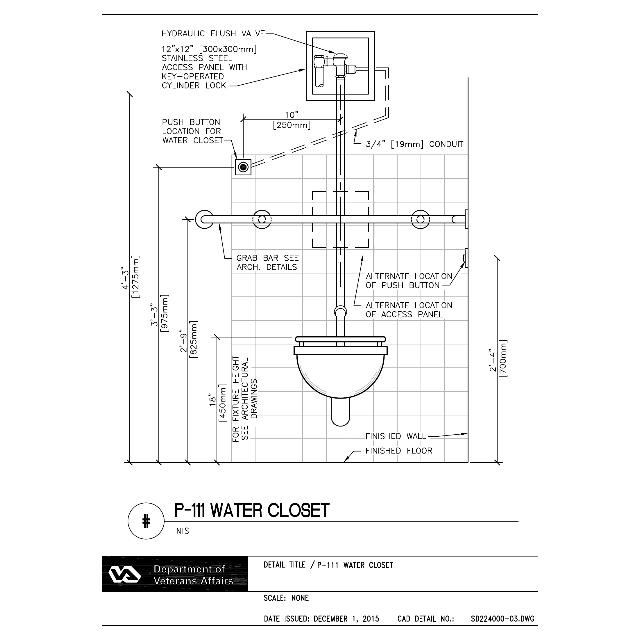 HYDRAULIC FLUSH VALVE
12"x12" [300x300mm]
STAINLESS STEEL
ACCESS PANEL WITH
KEY-OPERATED
CYLINDER LOCK
10"
[250mm]
PUSH BUTTON
LOCATION FOR
WATER CLOSET
3/4" [19mm] CONDUIT
GRAB BAR SEE
ARCH. DETAILS
ALTERNATE LOCATION
OF PUSH BUTTON
ALTERNATE LOCATION
OF ACCESS PANEL
4'-3"
[1275mm]
3'-3"
[975mm]
2'-9"
[825mm]
18"
[450mm]
FOR FIXTURE HEIGHT
SEE ARCHITECTURAL
DRAWINGS
2'-4"
[700mm]
FINISHED WALL
FINISHED FLOOR
#
P-111 WATER CLOSET
NTS
VA
Department of
Veterans Affairs
DETAIL TITLE / P-111 WATER CLOSET
SCALE: NONE
DATE ISSUED: DECEMBER 1, 2015 CAD DETAIL NO.: SD224000-03.DWG